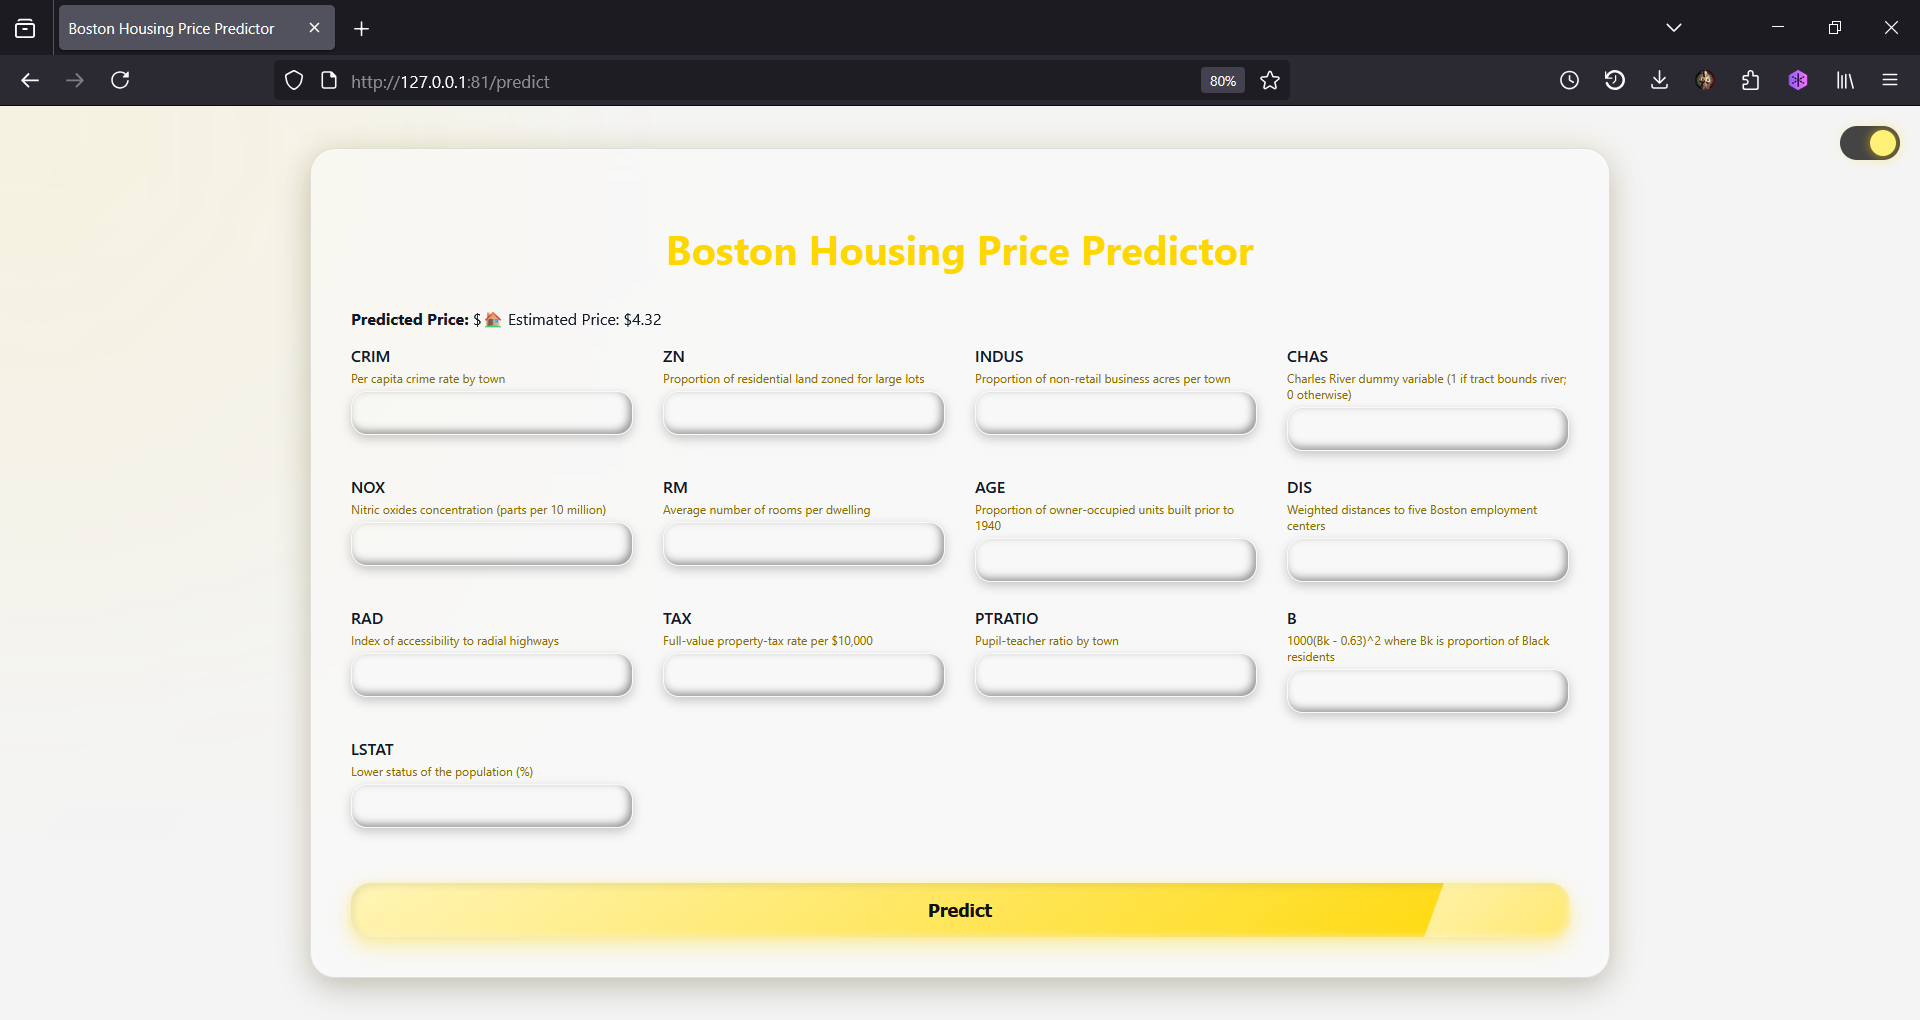 Boston Housing Price Predictor
http://127.0.0.1:81/predict
80%
Boston Housing Price Predictor
Predicted Price: $🏠 Estimated Price: $4.32
CRIM
Per capita crime rate by town
ZN
Proportion of residential land zoned for large lots
INDUS
Proportion of non-retail business acres per town
CHAS
Charles River dummy variable (1 if tract bounds river;
0 otherwise)
NOX
Nitric oxides concentration (parts per 10 million)
RM
Average number of rooms per dwelling
AGE
Proportion of owner-occupied units built prior to
1940
DIS
Weighted distances to five Boston employment
centers
RAD
Index of accessibility to radial highways
TAX
Full-value property-tax rate per $10,000
PTRATIO
Pupil-teacher ratio by town
B
1000(Bk - 0.63)^2 where Bk is proportion of Black
residents
LSTAT
Lower status of the population (%)
Predict